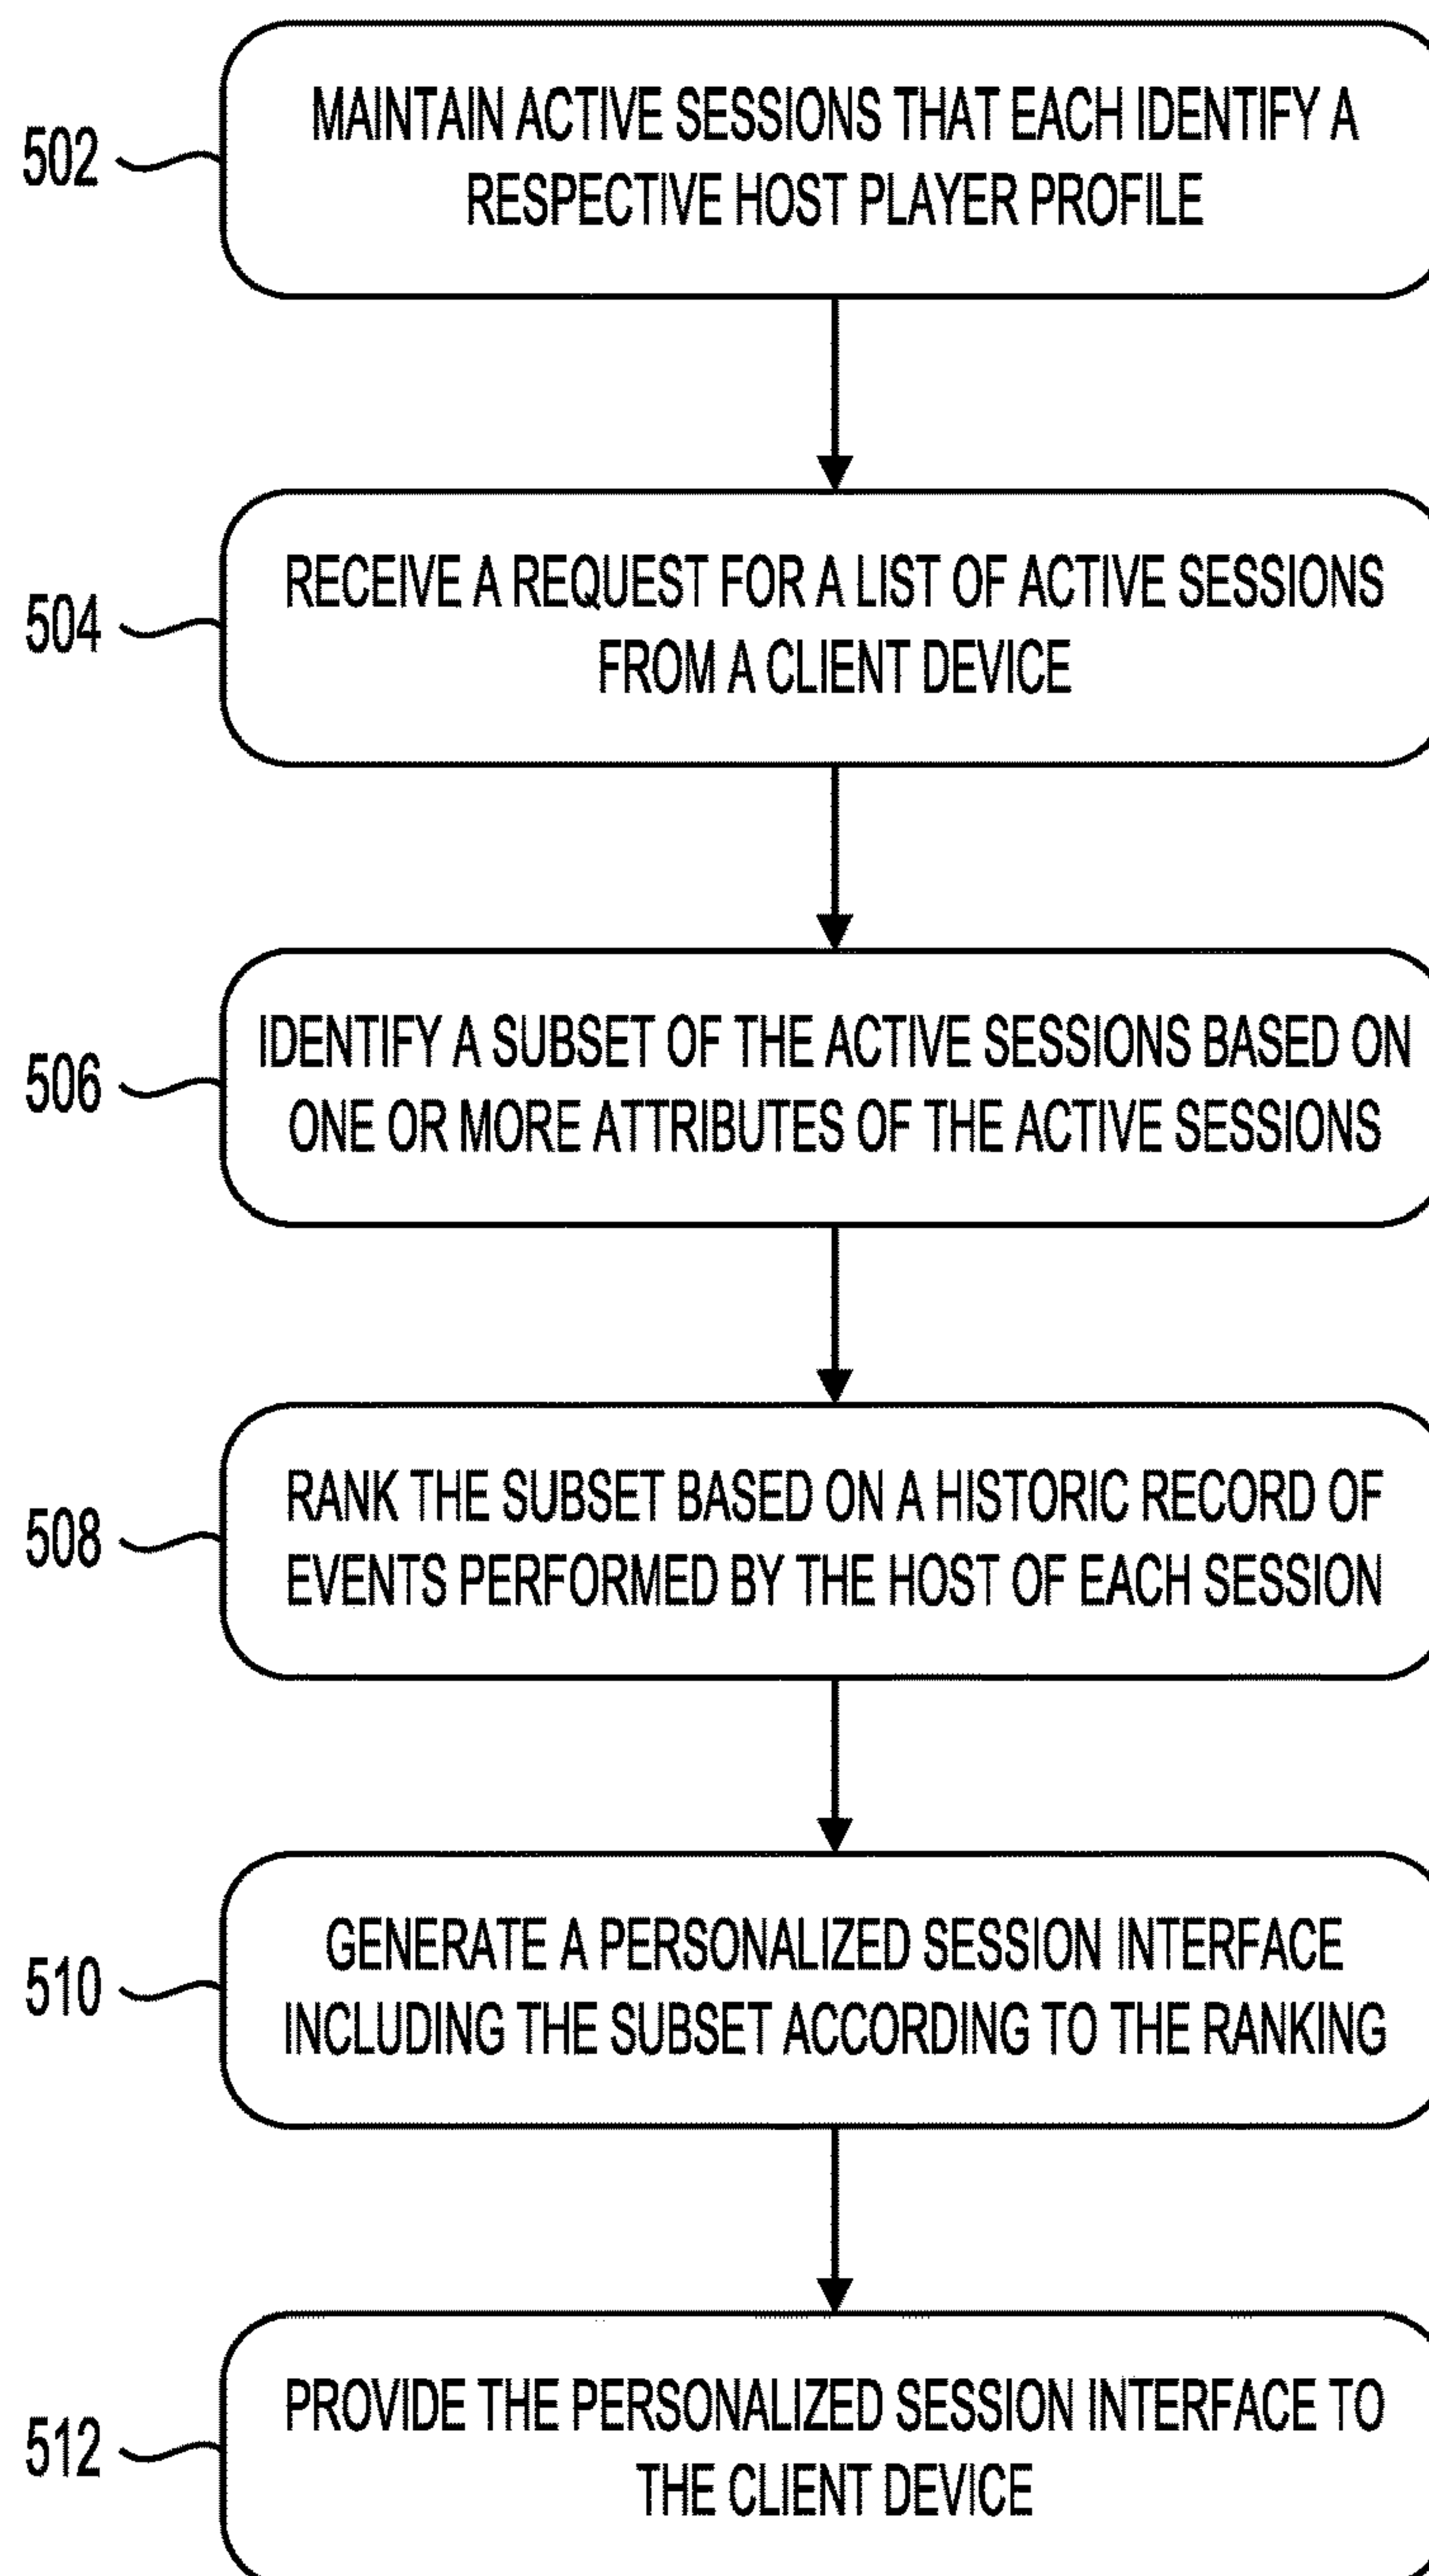 502
MAINTAIN ACTIVE SESSIONS THAT EACH IDENTIFY A
RESPECTIVE HOST PLAYER PROFILE
504
RECEIVE A REQUEST FOR A LIST OF ACTIVE SESSIONS
FROM A CLIENT DEVICE
506
IDENTIFY A SUBSET OF THE ACTIVE SESSIONS BASED ON
ONE OR MORE ATTRIBUTES OF THE ACTIVE SESSIONS
508
RANK THE SUBSET BASED ON A HISTORIC RECORD OF
EVENTS PERFORMED BY THE HOST OF EACH SESSION
510
GENERATE A PERSONALIZED SESSION INTERFACE
INCLUDING THE SUBSET ACCORDING TO THE RANKING
512
PROVIDE THE PERSONALIZED SESSION INTERFACE TO
THE CLIENT DEVICE